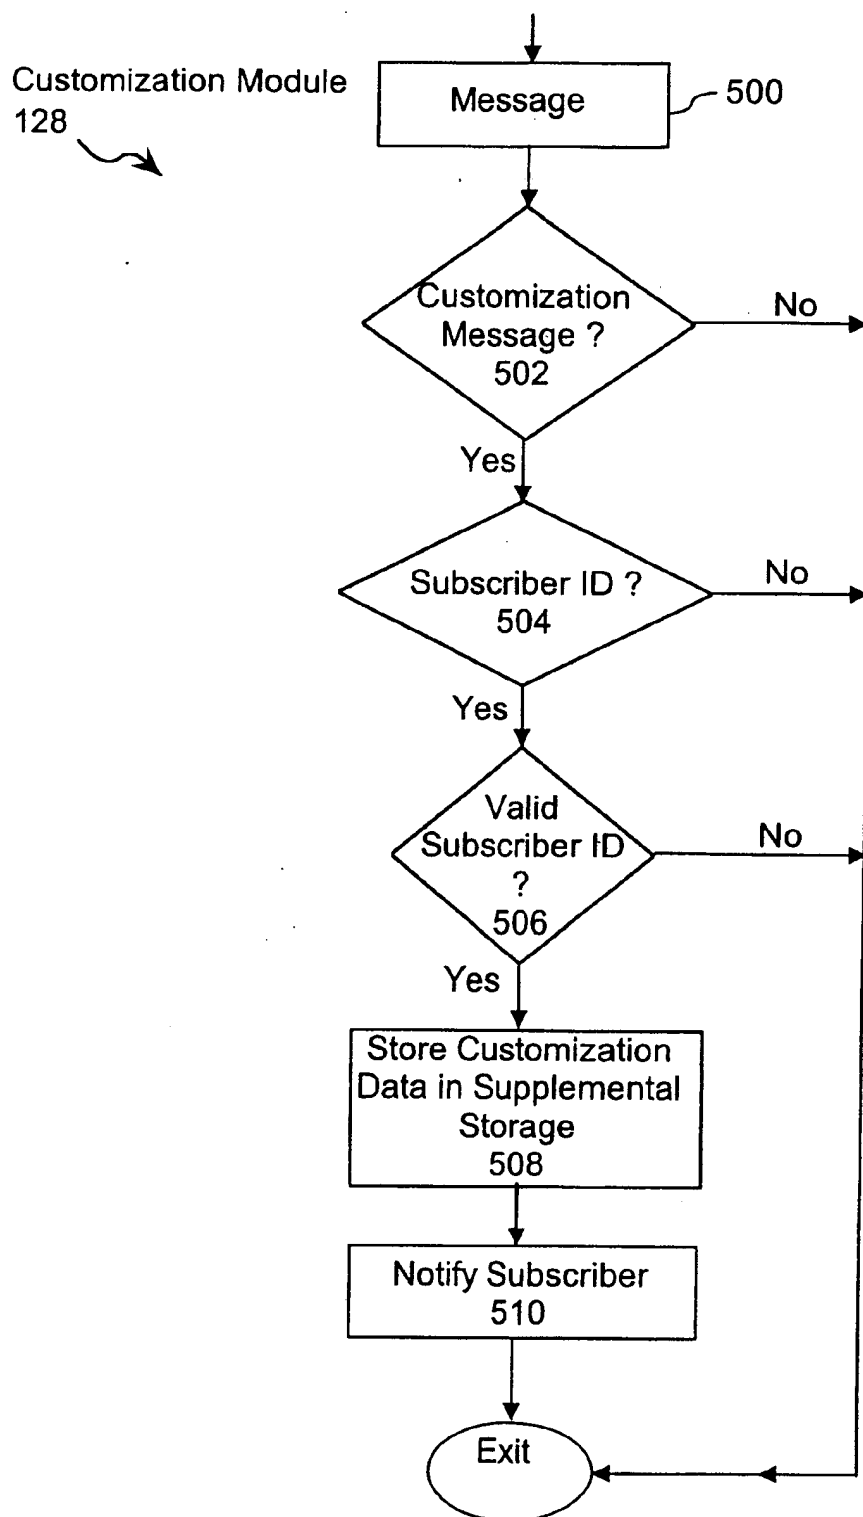 Customization Module
128
Message
500
Customization
Message ?
502
No
Yes
Subscriber ID ?
504
No
Yes
Valid
Subscriber ID
?
506
No
Yes
Store Customization
Data in Supplemental
Storage
508
Notify Subscriber
510
Exit